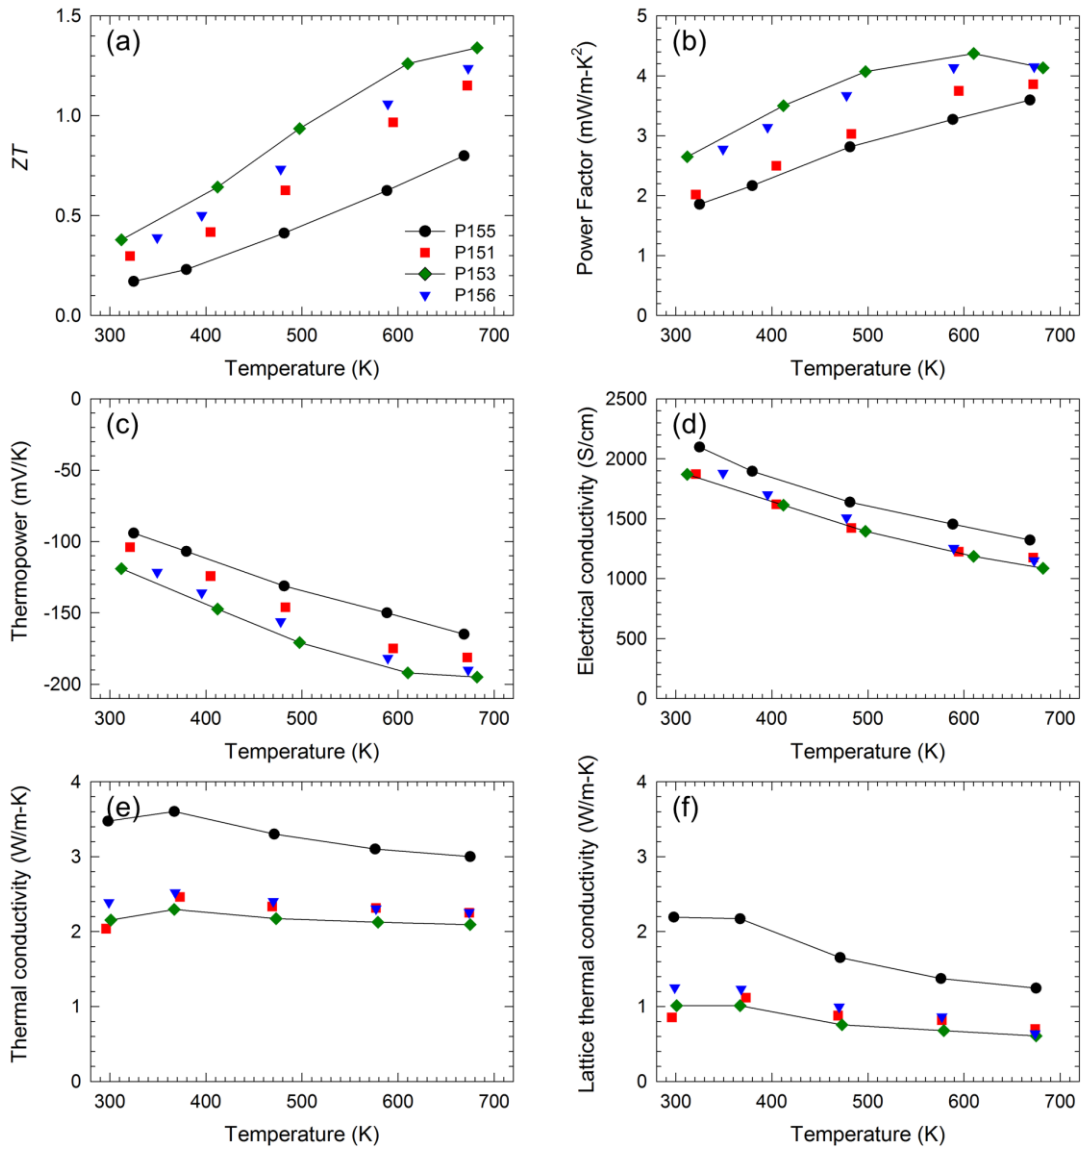 (a)
1.5
1.0
0.5
0.0
ZT
300 400 500 600 700
Temperature (K)
P155
P151
P153
P156
(b)
5
4
3
2
1
0
Power Factor (mW/m-K²)
300 400 500 600 700
Temperature (K)
(c)
0
-50
-100
-150
-200
Thermopower (mV/K)
300 400 500 600 700
Temperature (K)
(d)
2500
2000
1500
1000
500
0
Electrical conductivity (S/cm)
300 400 500 600 700
Temperature (K)
(e)
4
3
2
1
0
Thermal conductivity (W/m-K)
300 400 500 600 700
Temperature (K)
(f)
4
3
2
1
0
Lattice thermal conductivity (W/m-K)
300 400 500 600 700
Temperature (K)